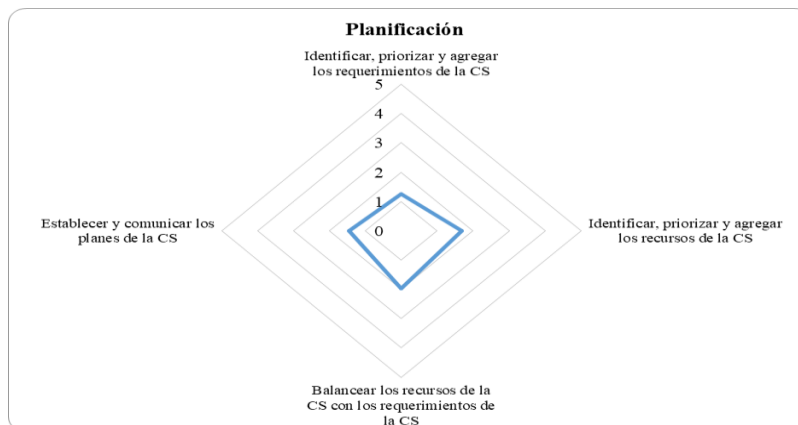 Planificación
Identificar, priorizar y agregar
los requerimientos de la CS
5
4
3
2
1
0
Establecer y comunicar los
planes de la CS
Identificar, priorizar y agregar
los recursos de la CS
Balancear los recursos de la
CS con los requerimientos de
la CS